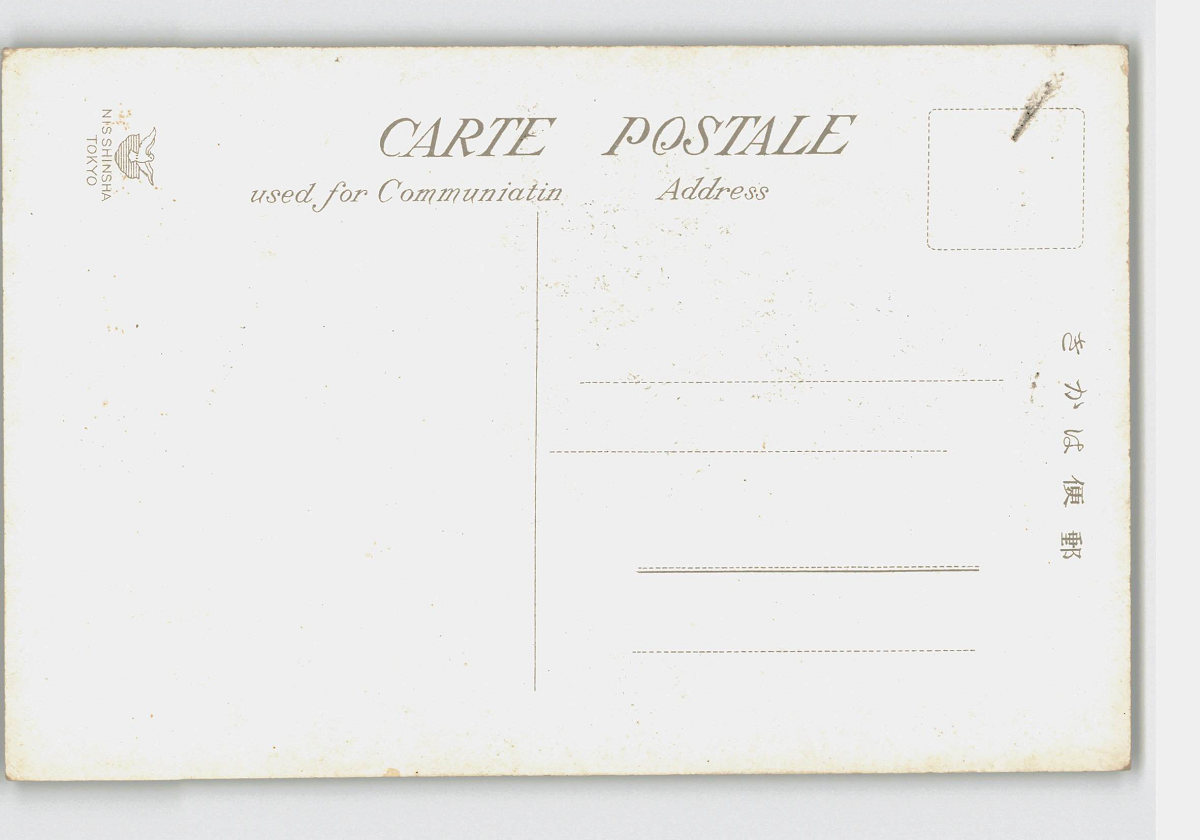 CARTE POSTALE
used for Communiatin
Address
NISSHINSHA
TOKYO
郵便はかき